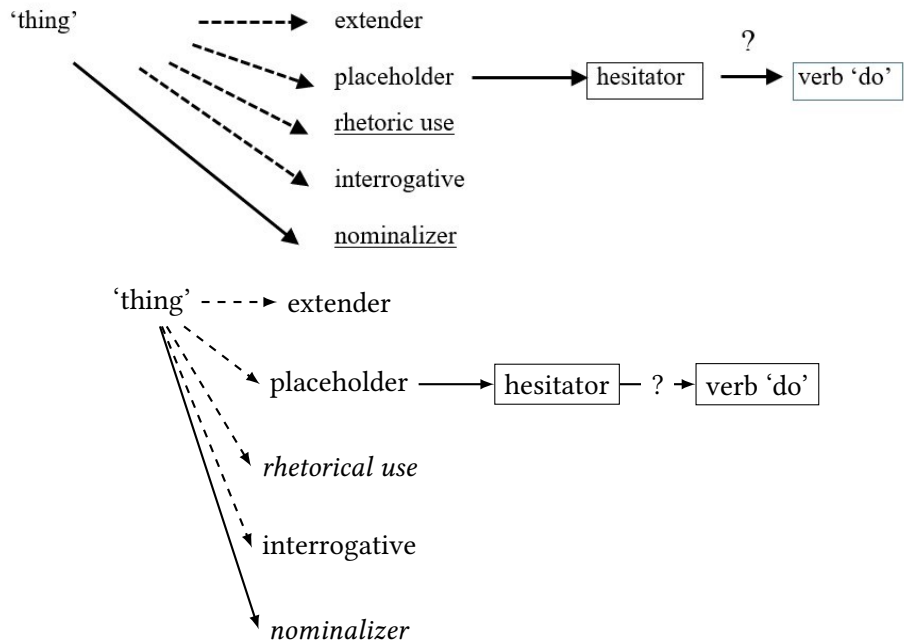 ‘thing’
extender
?
placeholder
hesitator
verb ‘do’
rhetoric use
interrogative
nominalizer
‘thing’
extender
placeholder
hesitator
?
verb ‘do’
rhetorical use
interrogative
nominalizer